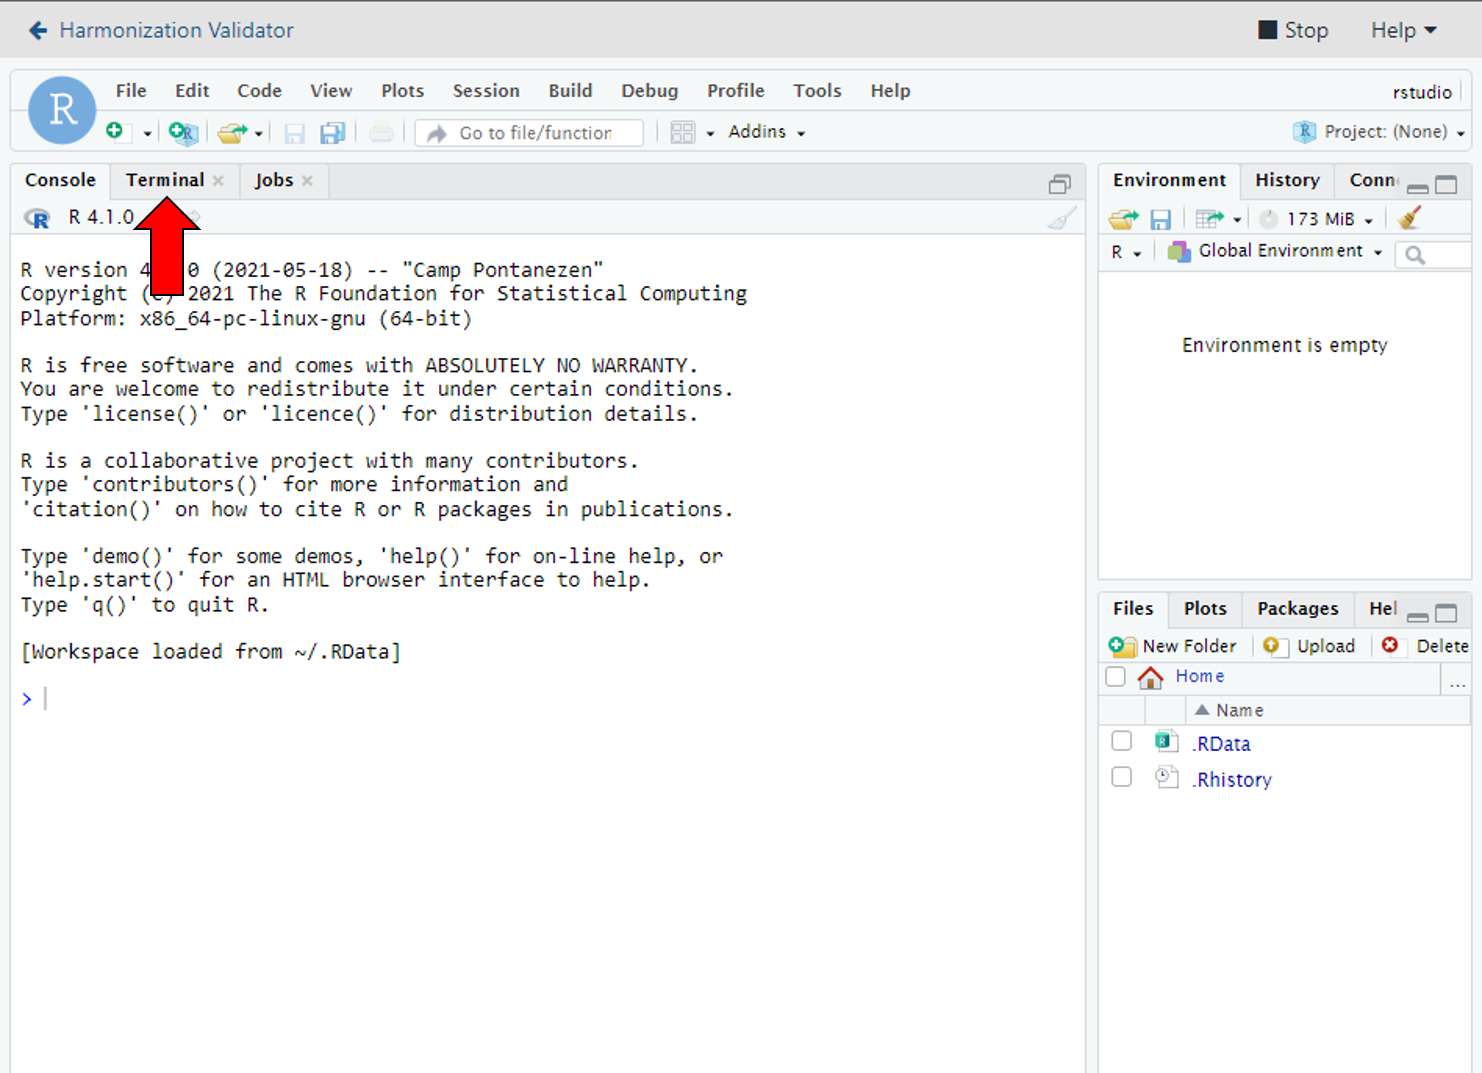 Harmonization Validator
Stop
Help
R
File Edit Code View Plots Session Build Debug Profile Tools Help
rstudio
Go to file/function
Addins
Project: (None)
Console Terminal Jobs
R 4.1.0
R version 4 0 (2021-05-18) -- "Camp Pontanezen"
Copyright (C) 2021 The R Foundation for Statistical Computing
Platform: x86_64-pc-linux-gnu (64-bit)
R is free software and comes with ABSOLUTELY NO WARRANTY.
You are welcome to redistribute it under certain conditions.
Type 'license()' or 'licence()' for distribution details.
R is a collaborative project with many contributors.
Type 'contributors()' for more information and
'citation()' on how to cite R or R packages in publications.
Type 'demo()' for some demos, 'help()' for on-line help, or
'help.start()' for an HTML browser interface to help.
Type 'q()' to quit R.
[Workspace loaded from ~/.RData]
>
Environment History Conn
173 MiB
R Global Environment
Environment is empty
Files Plots Packages Hel
New Folder Upload Delete
Home ...
Name
.RData
.Rhistory